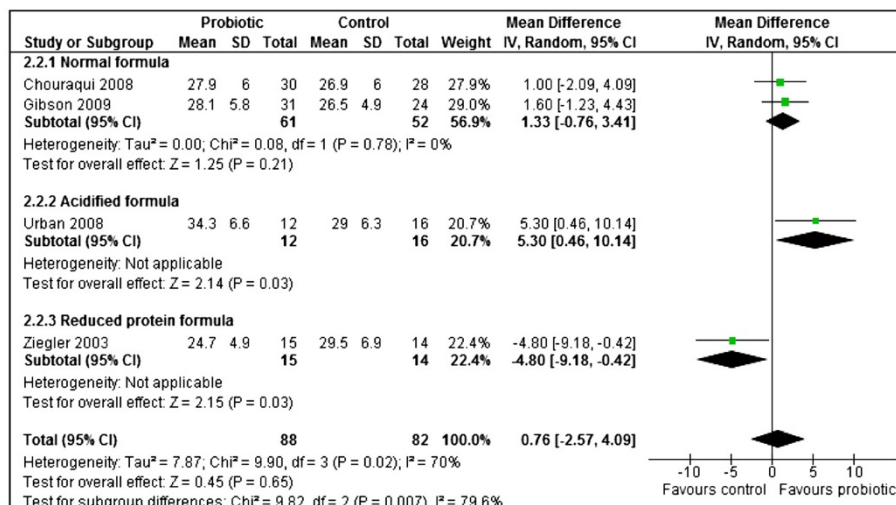 Probiotic Control Mean Difference Mean Difference
Study or Subgroup Mean SD Total Mean SD Total Weight IV, Random, 95% CI IV, Random, 95% CI
2.2.1 Normal formula
Chouraqui 2008 27.9 6 30 26.9 6 28 27.9% 1.00 [-2.09, 4.09]
Gibson 2009 28.1 5.8 31 26.5 4.9 24 29.0% 1.60 [-1.23, 4.43]
Subtotal (95% CI) 61 52 56.9% 1.33 [-0.76, 3.41]
Heterogeneity: Tau² = 0.00; Chi² = 0.08, df = 1 (P = 0.78); I² = 0%
Test for overall effect: Z = 1.25 (P = 0.21)
2.2.2 Acidified formula
Urban 2008 34.3 6.6 12 29 6.3 16 20.7% 5.30 [0.46, 10.14]
Subtotal (95% CI) 12 16 20.7% 5.30 [0.46, 10.14]
Heterogeneity: Not applicable
Test for overall effect: Z = 2.14 (P = 0.03)
2.2.3 Reduced protein formula
Ziegler 2003 24.7 4.9 15 29.5 6.9 14 22.4% -4.80 [-9.18, -0.42]
Subtotal (95% CI) 15 14 22.4% -4.80 [-9.18, -0.42]
Heterogeneity: Not applicable
Test for overall effect: Z = 2.15 (P = 0.03)
Total (95% CI) 88 82 100.0% 0.76 [-2.57, 4.09]
Heterogeneity: Tau² = 7.87; Chi² = 9.90, df = 3 (P = 0.02); I² = 70%
Test for overall effect: Z = 0.45 (P = 0.65)
Test for subgroup differences: Chi² = 9.82, df = 2 (P = 0.007), I² = 79.6%
-10 -5 0 5 10
Favours control Favours probiotic